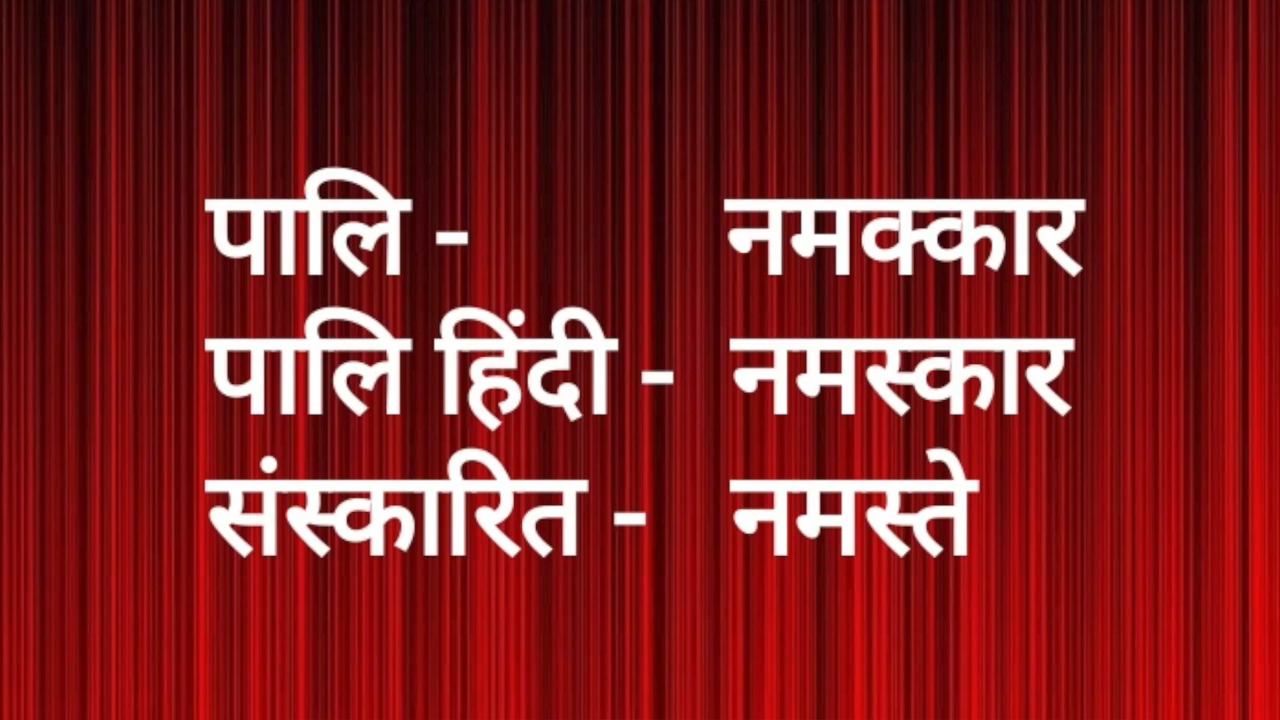 पालि - नमक्कार
पालि हिंदी - नमस्कार
संस्कारित - नमस्ते